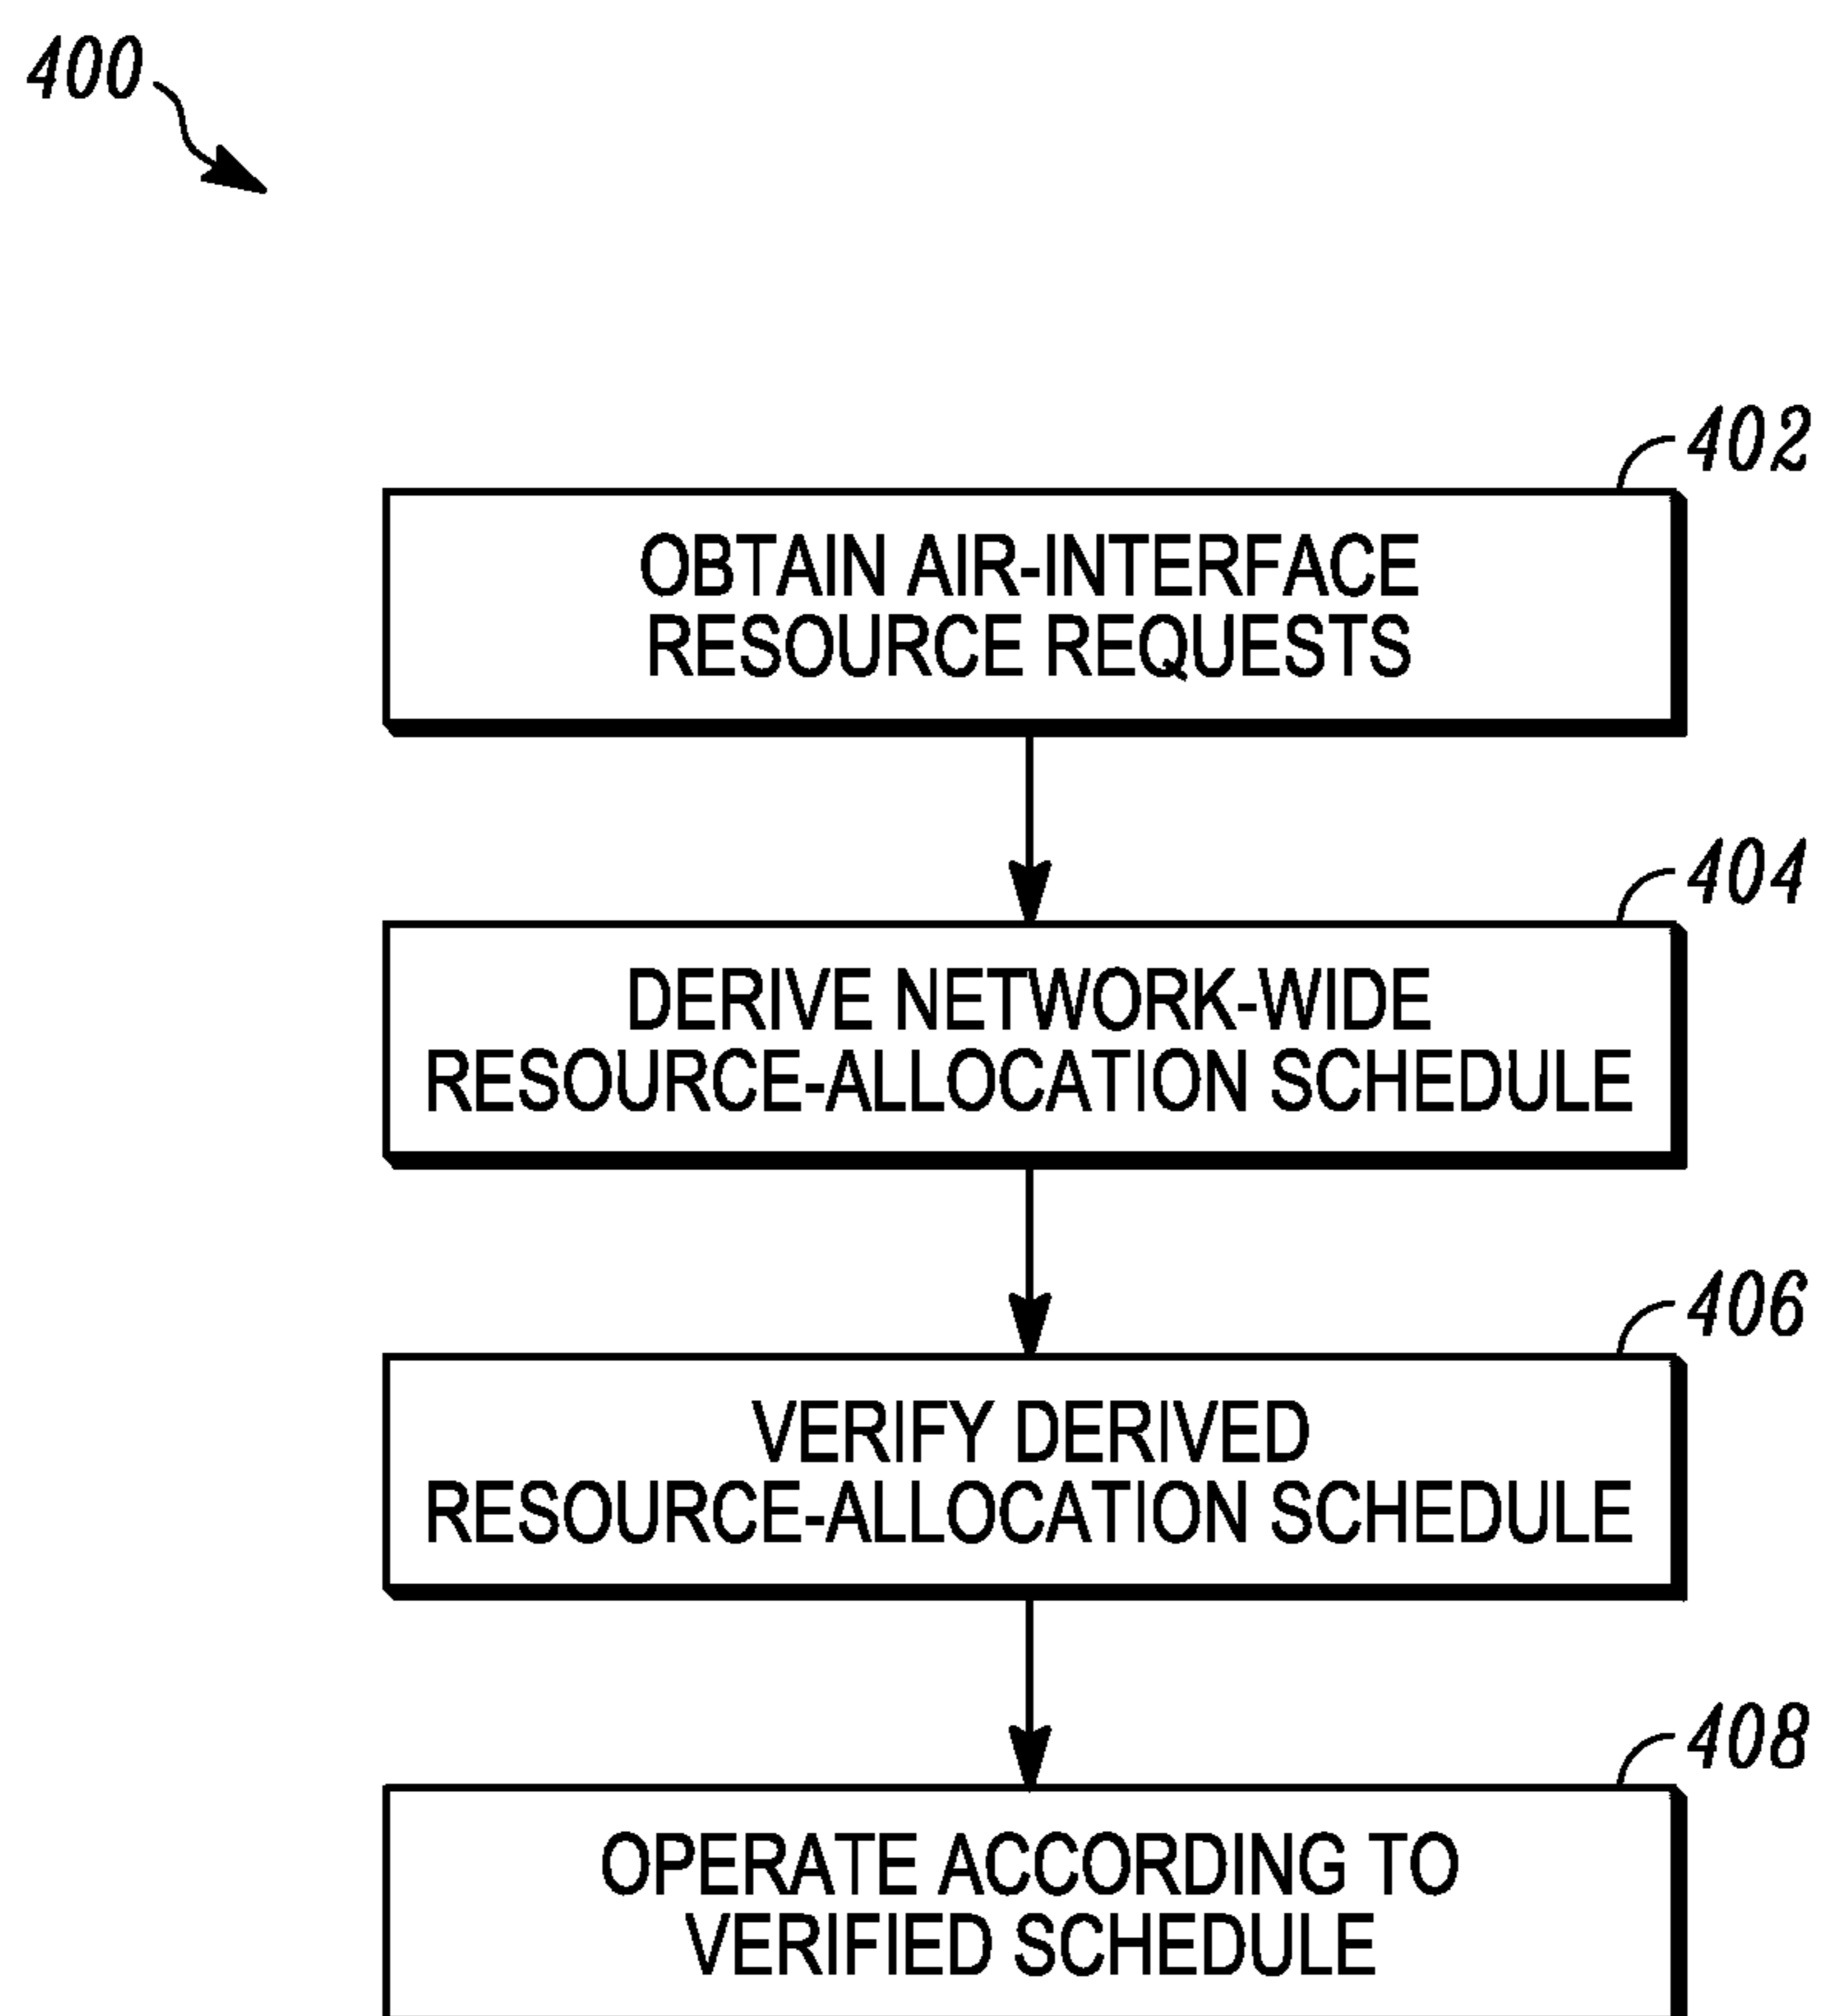 400
402
OBTAIN AIR-INTERFACE
RESOURCE REQUESTS
404
DERIVE NETWORK-WIDE
RESOURCE-ALLOCATION SCHEDULE
406
VERIFY DERIVED
RESOURCE-ALLOCATION SCHEDULE
408
OPERATE ACCORDING TO
VERIFIED SCHEDULE